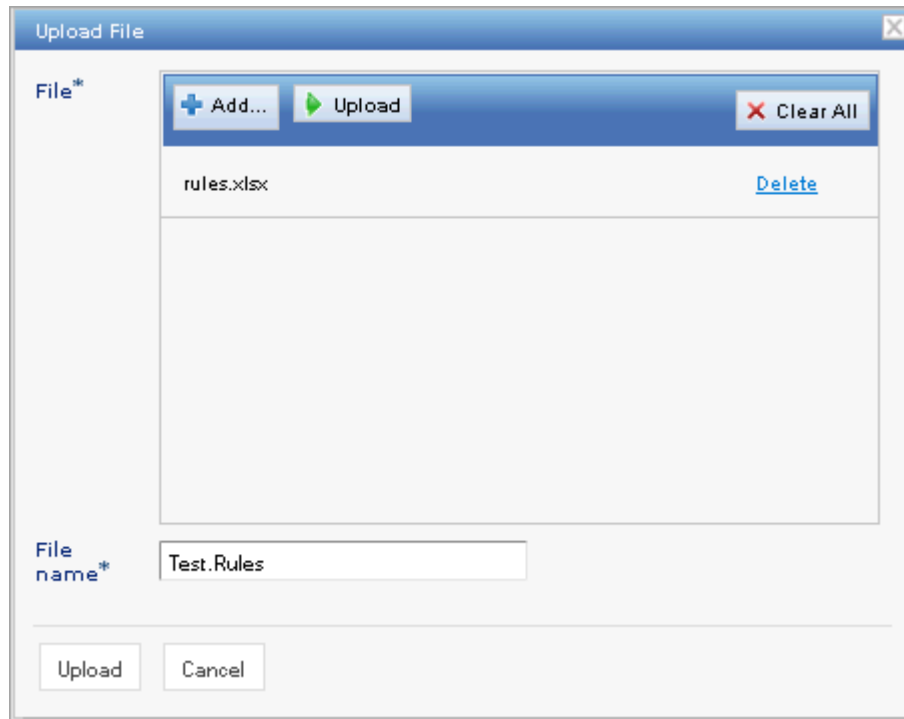 Upload File
File*
Add...
Upload
Clear All
rules.xlsx
Delete
File
name*
Test.Rules
Upload
Cancel